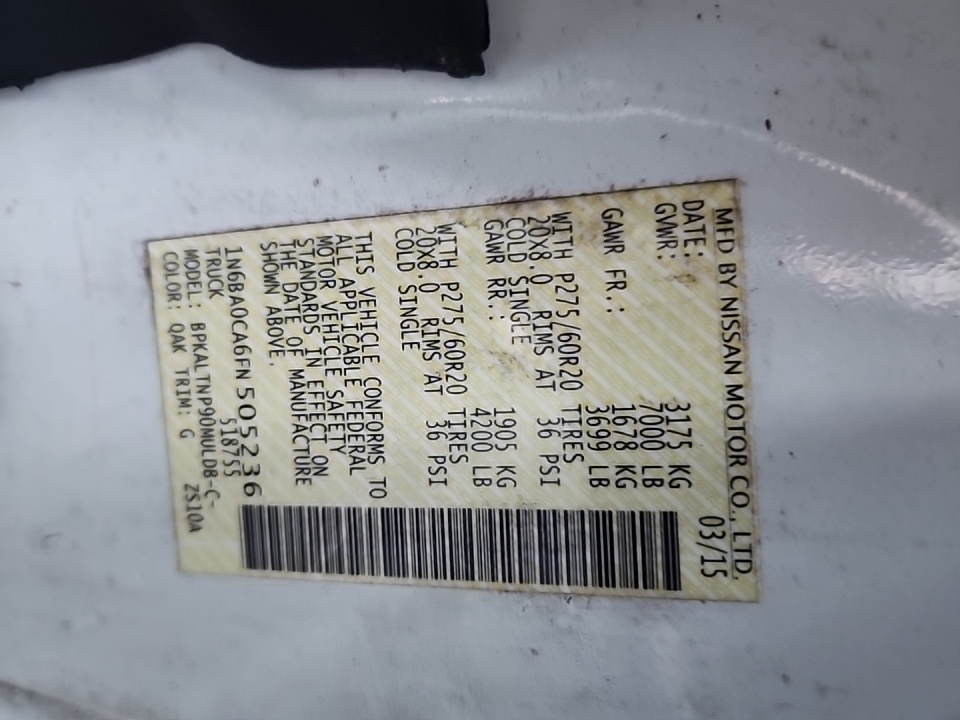 MFD BY NISSAN MOTOR CO., LTD.
DATE: 03/15
GVWR: 3175 KG
7000 LB
GAWR FR.: 1678 KG
3699 LB
WITH P275/60R20 TIRES
20X8.0 RIMS AT 36 PSI
COLD SINGLE
GAWR RR.: 1905 KG
4200 LB
WITH P275/60R20 TIRES
20X8.0 RIMS AT 36 PSI
COLD SINGLE
THIS VEHICLE CONFORMS TO
ALL APPLICABLE FEDERAL
MOTOR VEHICLE SAFETY
STANDARDS IN EFFECT ON
THE DATE OF MANUFACTURE
SHOWN ABOVE.
1N6BA0CA6FN505236
TRUCK 518755
MODEL: BPKALTNP90MULDB-C-
COLOR: QAK TRIM: G 2S10A